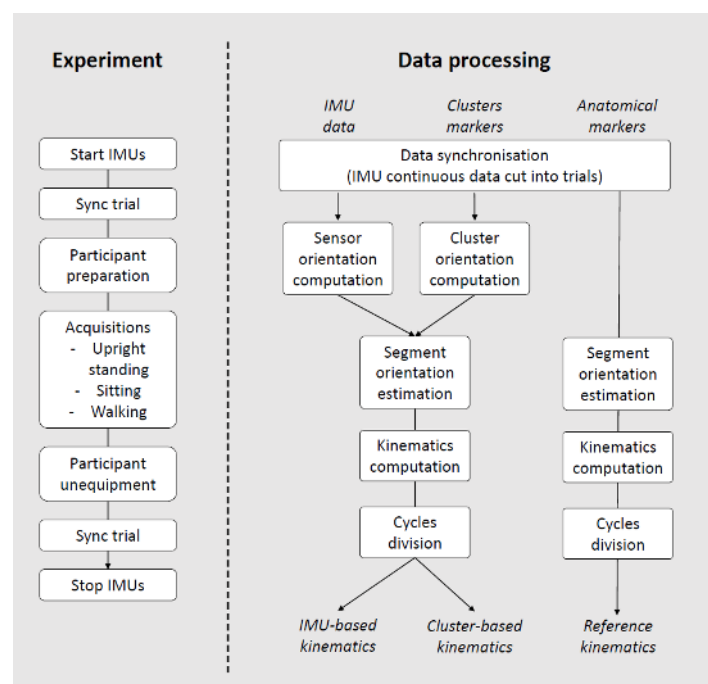 Experiment
Start IMUs
Sync trial
Participant
preparation
Acquisitions
- Upright
standing
- Sitting
- Walking
Participant
unequipment
Sync trial
Stop IMUs
Data processing
IMU
data
Clusters
markers
Anatomical
markers
Data synchronisation
(IMU continuous data cut into trials)
Sensor
orientation
computation
Cluster
orientation
computation
Segment
orientation
estimation
Segment
orientation
estimation
Kinematics
computation
Kinematics
computation
Cycles
division
Cycles
division
IMU-based
kinematics
Cluster-based
kinematics
Reference
kinematics